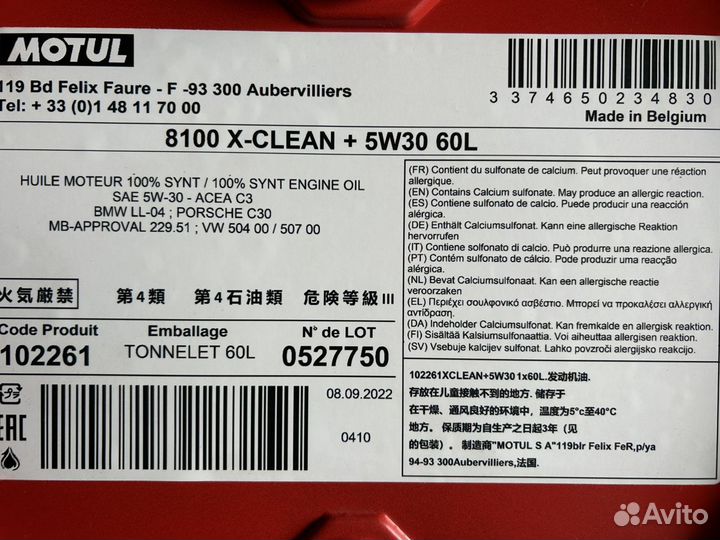 MOTUL
119 Bd Felix Faure - F -93 300 Aubervilliers
Tel: + 33 (0)1 48 11 70 00
3 374650 234830
Made in Belgium
8100 X-CLEAN + 5W30 60L
HUILE MOTEUR 100% SYNT / 100% SYNT ENGINE OIL
SAE 5W-30 - ACEA C3
BMW LL-04 ; PORSCHE C30
MB-APPROVAL 229.51 ; VW 504 00 / 507 00
(FR) Contient du sulfonate de calcium. Peut provoquer une réaction
allergique.
(EN) Contains Calcium sulfonate. May produce an allergic reaction.
(ES) Contiene sulfonato de calcio. Puede producir una reacción
alérgica.
(DE) Enthält Calciumsulfonat. Kann eine allergische Reaktion
hervorrufen
(IT) Contiene sulfonato di calcio. Può produrre una reazione allergica.
(PT) Contém sulfonato de cálcio. Pode produzir uma reacção
alérgica.
(NL) Bevat Calciumsulfonaat. Kan een allergische reactie
veroorzaken
(EL) Περιέχει σουλφονικό ασβέστιο. Μπορεί να προκαλέσει αλλεργική
αντίδραση.
(DA) Indeholder Calciumsulfonat. Kan fremkalde en allergisk reaktion.
(FI) Sisältää Kalsiumsulfonaattia. Voi aiheuttaa allergisen reaktion.
(SV) Vsebuje kalcijev sulfonat. Lahko povzroči alergijsko reakcijo.
火気厳禁 第4類 第4石油類 危険等級III
Code Produit
102261
Emballage
TONNELET 60L
N° de LOT
0527750
EAC
08.09.2022
0410
102261XCLEAN+5W30 1x60L.发动机油.
存放在儿童接触不到的地方. 储存于
在干燥、通风良好的环境中，温度为5°c至40°C
地方。 保质期为自生产之日起3年（见
的包装）。 制造商"MOTUL S A"119blr Felix FeR,p/ya
94-93 300Aubervilliers,法国.
Avito